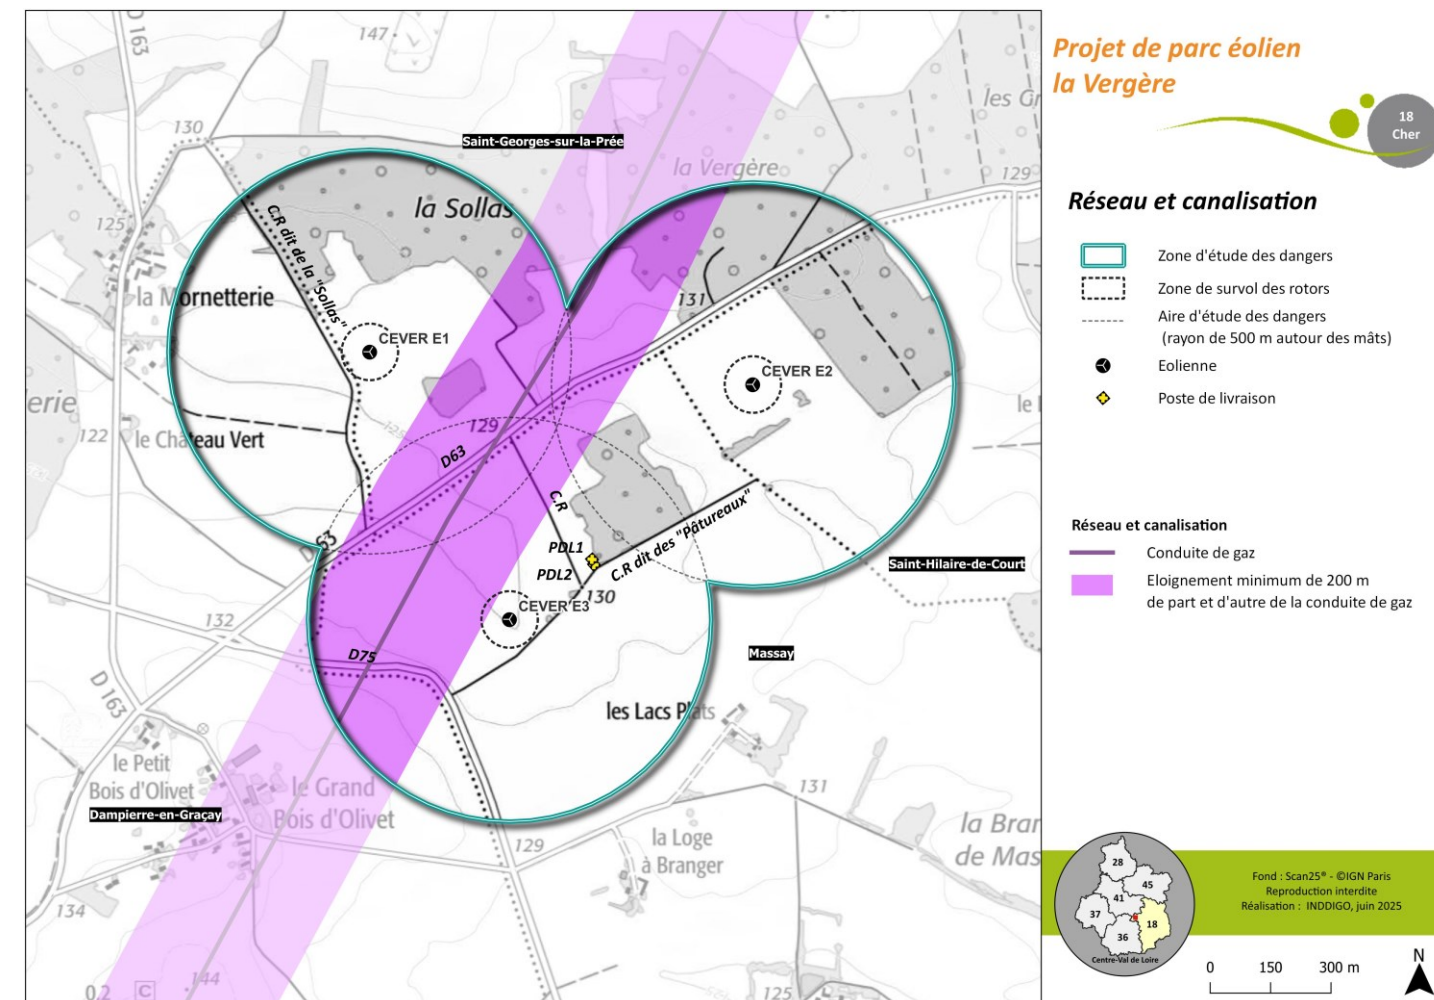 D 163
147
130
Saint-Georges-sur-la-Prée
la Vergère
129
la Sollas
125
C.R dit de la "Sollas"
la Mornetterie
131
CEVER E1
CEVER E2
erie
122
le Château Vert
129
125
D63
C.R
D 63
PDL1
PDL2
C.R dit des "Pâtureaux"
130
CEVER E3
Saint-Hilaire-de-Court
132
D75
Massay
D 163
les Lacs Plats
le Petit
Bois d'Olivet
le Grand
Bois d'Olivet
Dampierre-en-Graçay
131
129
la Loge
à Branger
134
144
0.2
C
125
Projet de parc éolien
la Vergère
18
Cher
Réseau et canalisation
Zone d'étude des dangers
Zone de survol des rotors
Aire d'étude des dangers
(rayon de 500 m autour des mâts)
Eolienne
Poste de livraison
Réseau et canalisation
Conduite de gaz
Eloignement minimum de 200 m
de part et d'autre de la conduite de gaz
28
45
41
37
18
36
Centre-Val de Loire
Fond : Scan25® - ©IGN Paris
Reproduction interdite
Réalisation : INDDIGO, juin 2025
0 150 300 m
N